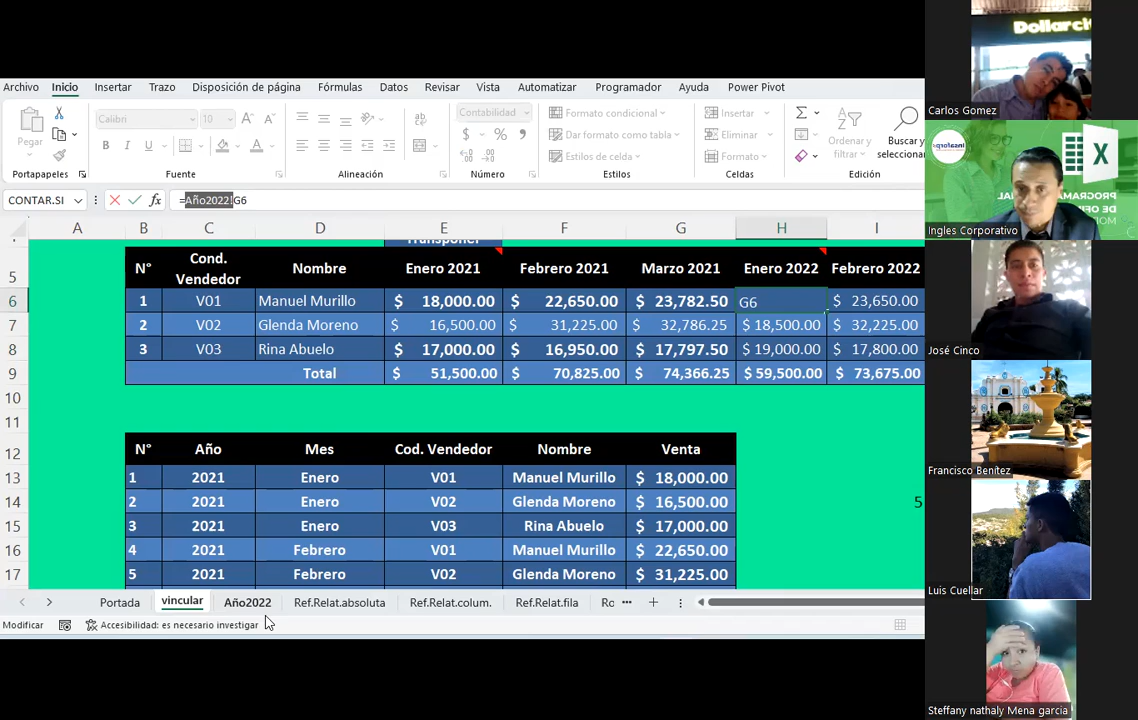 Archivo Inicio Insertar Trazo Disposición de página Fórmulas Datos Revisar Vista Automatizar Programador Ayuda Power Pivot
Pegar
Calibri 10
Contabilidad
Formato condicional
Dar formato como tabla
Estilos de celda
Insertar
Eliminar
Formato
Ordenar y filtrar
Buscar y seleccionar
Portapapeles Fuente Alineación Número Estilos Celdas Edición
CONTAR.SI =Año2022!G6
A B C D E F G H I
Transponer
5 N° Cond. Vendedor Nombre Enero 2021 Febrero 2021 Marzo 2021 Enero 2022 Febrero 2022
6 1 V01 Manuel Murillo $ 18,000.00 $ 22,650.00 $ 23,782.50 G6 $ 23,650.00
7 2 V02 Glenda Moreno $ 16,500.00 $ 31,225.00 $ 32,786.25 $ 18,500.00 $ 32,225.00
8 3 V03 Rina Abuelo $ 17,000.00 $ 16,950.00 $ 17,797.50 $ 19,000.00 $ 17,800.00
9 Total $ 51,500.00 $ 70,825.00 $ 74,366.25 $ 59,500.00 $ 73,675.00
10
11
12 N° Año Mes Cod. Vendedor Nombre Venta
13 1 2021 Enero V01 Manuel Murillo $ 18,000.00
14 2 2021 Enero V02 Glenda Moreno $ 16,500.00 5
15 3 2021 Enero V03 Rina Abuelo $ 17,000.00
16 4 2021 Febrero V01 Manuel Murillo $ 22,650.00
17 5 2021 Febrero V02 Glenda Moreno $ 31,225.00
Portada vincular Año2022 Ref.Relat.absoluta Ref.Relat.colum. Ref.Relat.fila
Modificar Accesibilidad: es necesario investigar
Carlos Gomez
Ingles Corporativo
José Cinco
Francisco Benítez
Luis Cuellar
Steffany nathaly Mena garcia